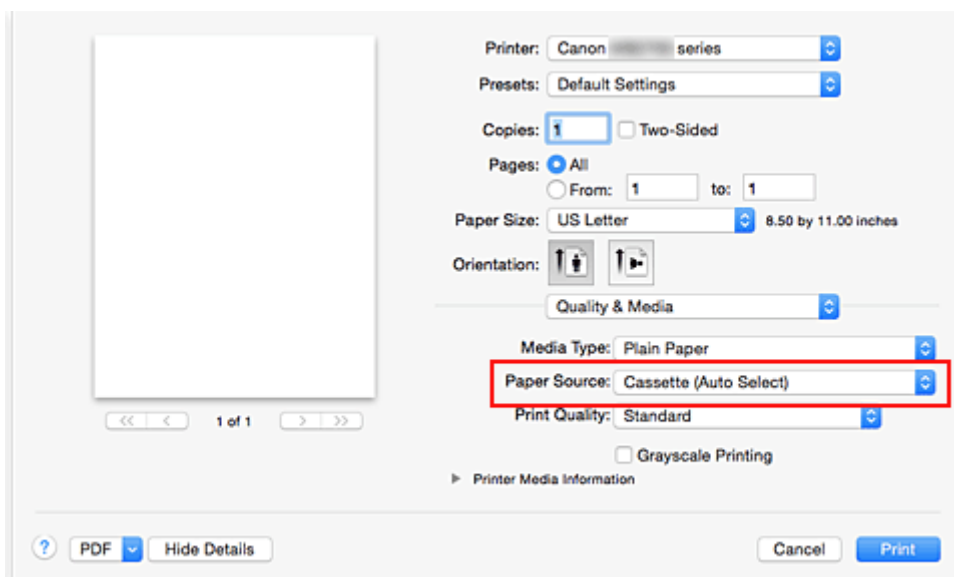 Printer: Canon series
Presets: Default Settings
Copies: 1 Two-Sided
Pages: All
From: 1 to: 1
Paper Size: US Letter 8.50 by 11.00 inches
Orientation:
Quality & Media
Media Type: Plain Paper
Paper Source: Cassette (Auto Select)
Print Quality: Standard
Grayscale Printing
Printer Media Information
1 of 1
? PDF Hide Details Cancel Print